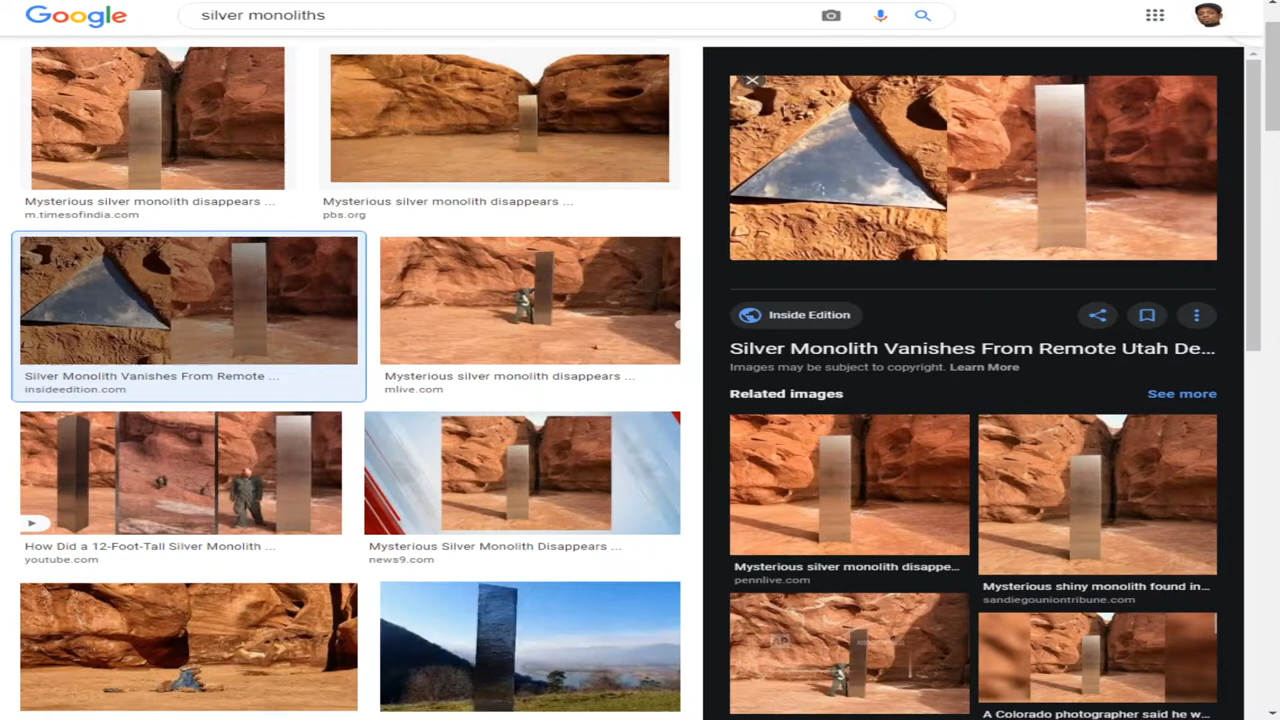 Google
silver monoliths
Mysterious silver monolith disappears ...
m.timesofindia.com
Mysterious silver monolith disappears ...
pbs.org
Silver Monolith Vanishes From Remote ...
insideedition.com
Mysterious silver monolith disappears ...
mlive.com
How Did a 12-Foot-Tall Silver Monolith ...
youtube.com
Mysterious Silver Monolith Disappears ...
news9.com
Inside Edition
Silver Monolith Vanishes From Remote Utah De...
Images may be subject to copyright. Learn More
Related images
See more
Mysterious silver monolith disappe...
pennlive.com
Mysterious shiny monolith found in...
sandiegouniontribune.com
AP
A Colorado photographer said he w...